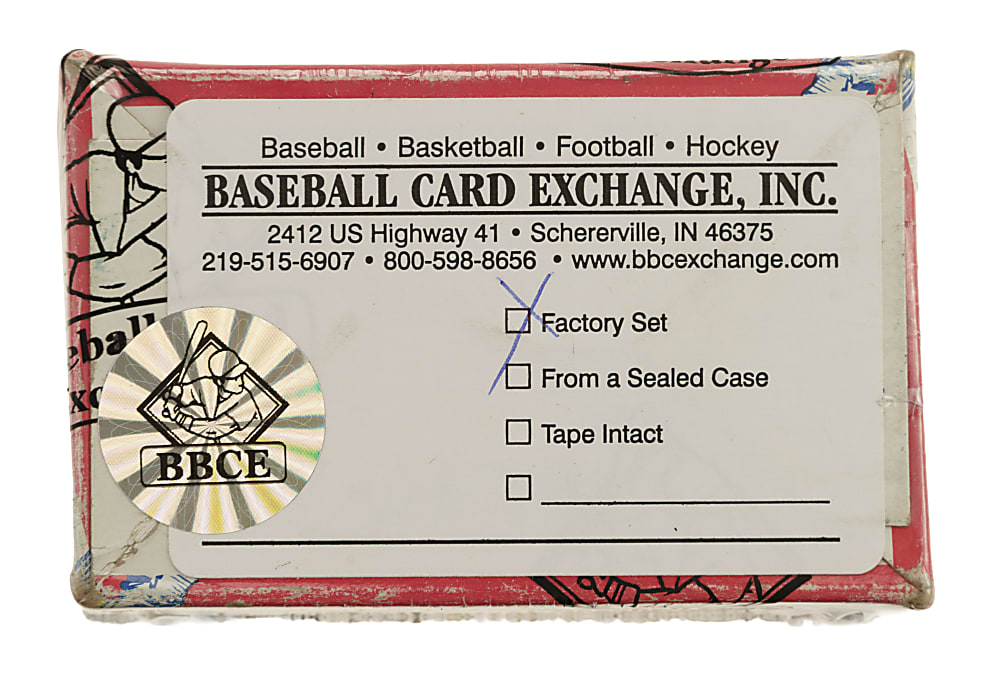 Baseball • Basketball • Football • Hockey
BASEBALL CARD EXCHANGE, INC.
2412 US Highway 41 • Schererville, IN 46375
219-515-6907 • 800-598-8656 • www.bbcexchange.com
Factory Set
From a Sealed Case
Tape Intact
BBCE